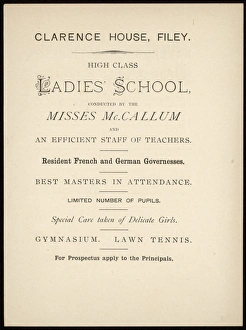 CLARENCE HOUSE, FILEY.
HIGH CLASS
LADIES' SCHOOL,
CONDUCTED BY THE
MISSES Mc.CALLUM
AND
AN EFFICIENT STAFF OF TEACHERS.
Resident French and German Governesses.
BEST MASTERS IN ATTENDANCE.
LIMITED NUMBER OF PUPILS.
Special Care taken of Delicate Girls.
GYMNASIUM. LAWN TENNIS.
For Prospectus apply to the Principals.